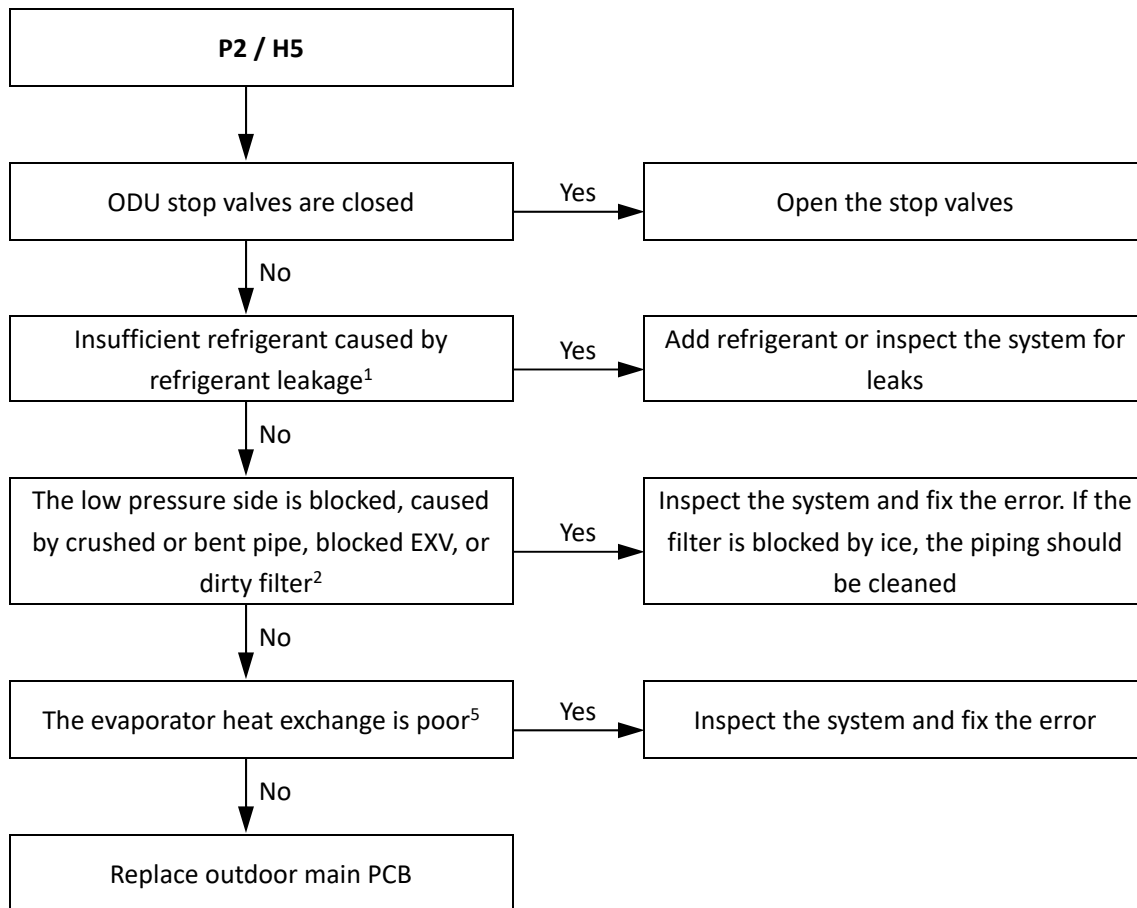 P2 / H5
ODU stop valves are closed
Yes
Open the stop valves
No
Insufficient refrigerant caused by
refrigerant leakage1
Yes
Add refrigerant or inspect the system for
leaks
No
The low pressure side is blocked, caused
by crushed or bent pipe, blocked EXV, or
dirty filter2
Yes
Inspect the system and fix the error. If the
filter is blocked by ice, the piping should
be cleaned
No
The evaporator heat exchange is poor5
Yes
Inspect the system and fix the error
No
Replace outdoor main PCB